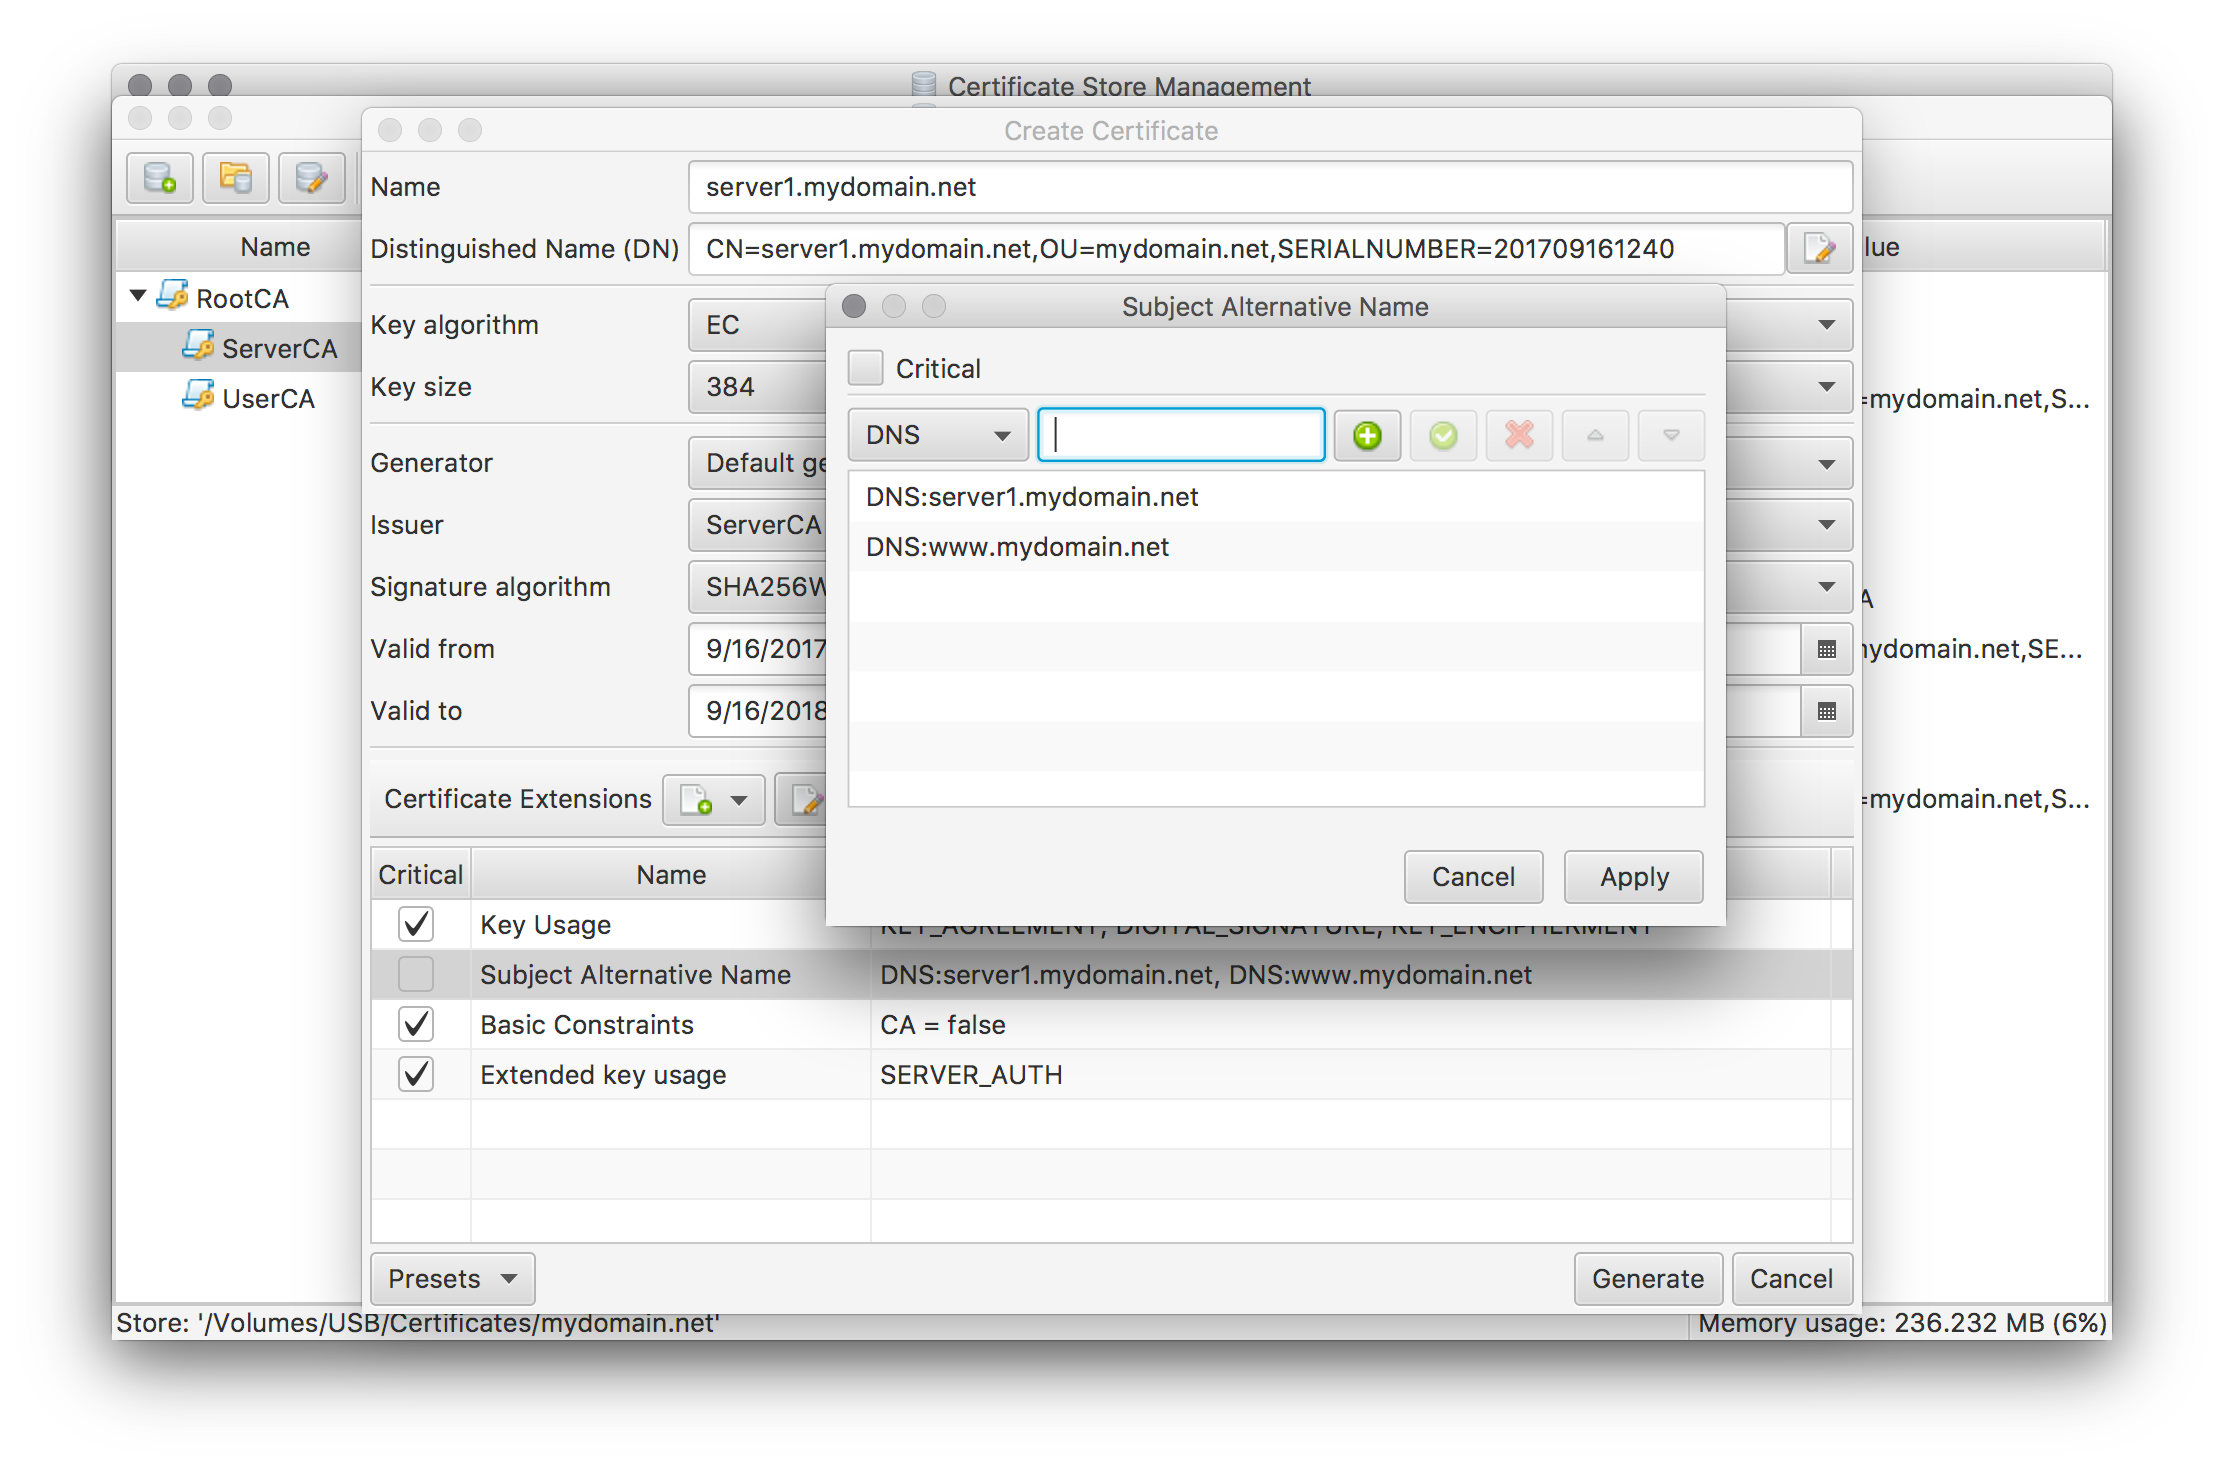 Certificate Store Management
Create Certificate
Name
server1.mydomain.net
Distinguished Name (DN)
CN=server1.mydomain.net,OU=mydomain.net,SERIALNUMBER=201709161240
Name
lue
RootCA
ServerCA
UserCA
Key algorithm
EC
Key size
384
=mydomain.net,S...
Generator
Default ge
Issuer
ServerCA
Signature algorithm
SHA256W
A
Valid from
9/16/2017
mydomain.net,SE...
Valid to
9/16/2018
Subject Alternative Name
Critical
DNS
DNS:server1.mydomain.net
DNS:www.mydomain.net
Cancel
Apply
Certificate Extensions
=mydomain.net,S...
Critical
Name
Key Usage
KEY_AGREEMENT, DIGITAL_SIGNATURE, KEY_ENCIPHERMENT
Subject Alternative Name
DNS:server1.mydomain.net, DNS:www.mydomain.net
Basic Constraints
CA = false
Extended key usage
SERVER_AUTH
Presets
Generate
Cancel
Store: '/Volumes/USB/Certificates/mydomain.net'
Memory usage: 236.232 MB (6%)